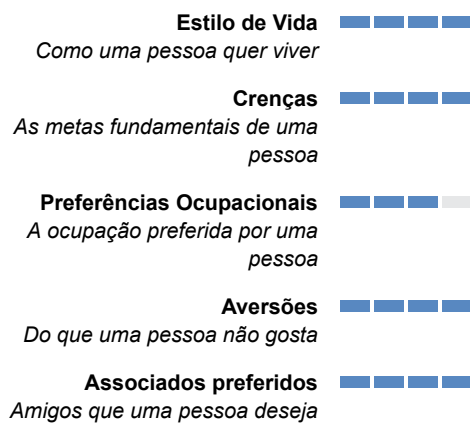 Estilo de Vida
Como uma pessoa quer viver
Crenças
As metas fundamentais de uma
pessoa
Preferências Ocupacionais
A ocupação preferida por uma
pessoa
Aversões
Do que uma pessoa não gosta
Associados preferidos
Amigos que uma pessoa deseja